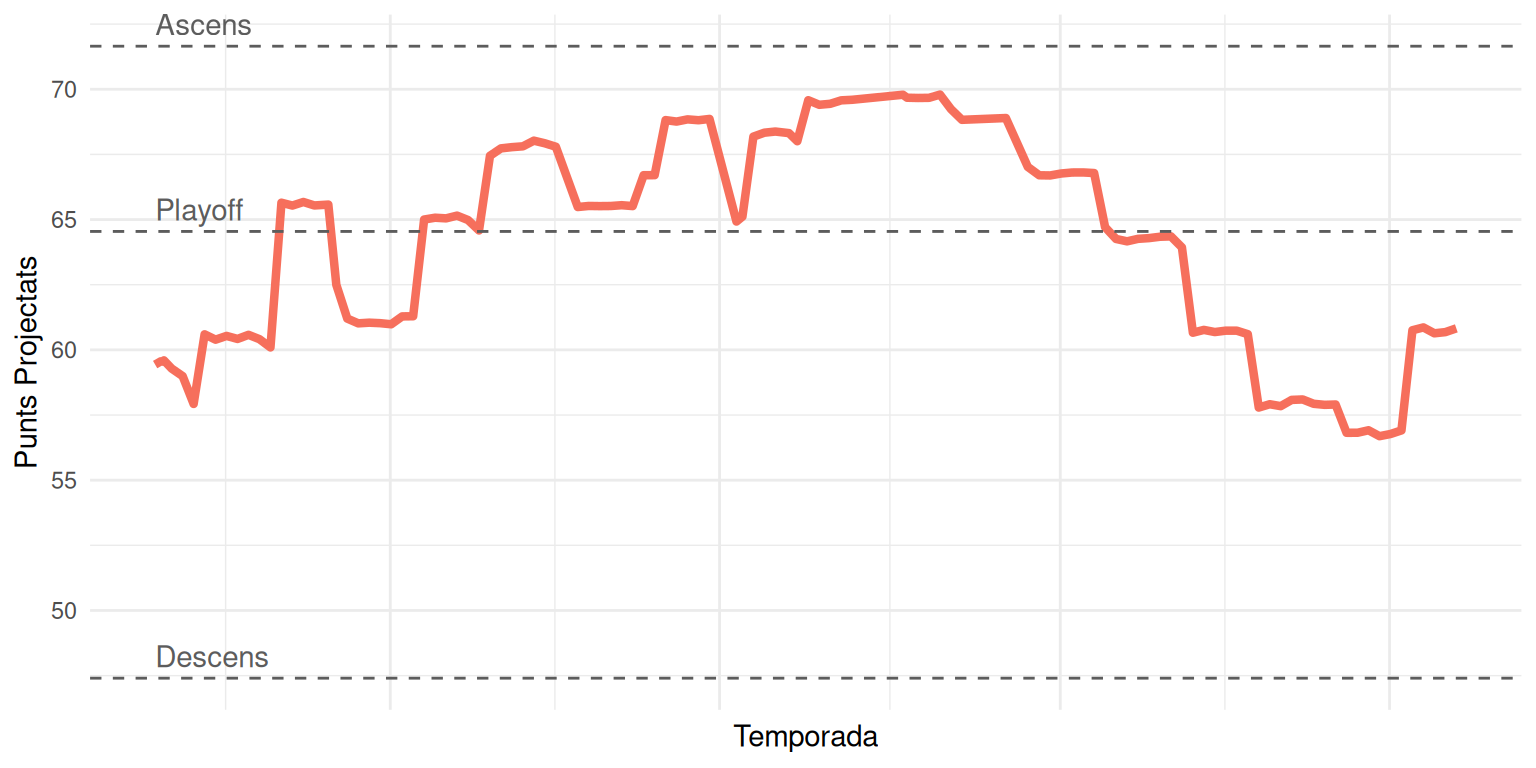 Ascens
70
Playoff
65
60
55
50
Descens
Punts Projectats
Temporada